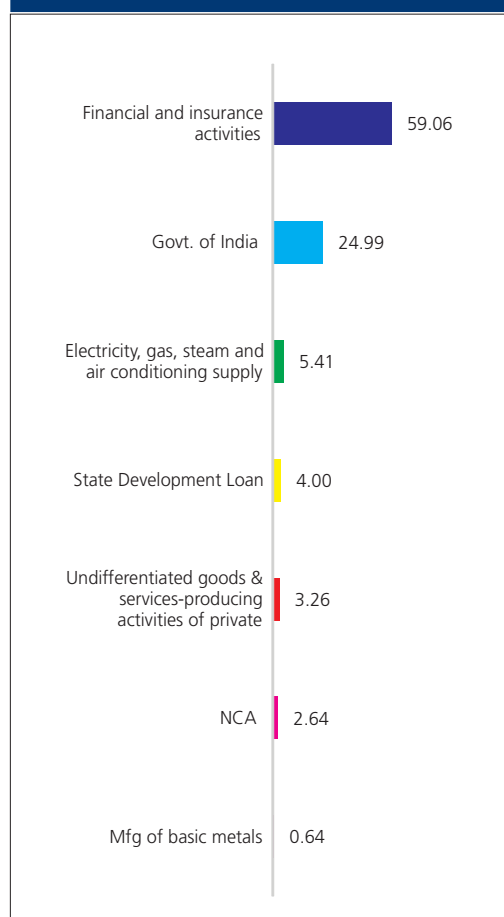 Financial and insurance
activities
59.06
Govt. of India
24.99
Electricity, gas, steam and
air conditioning supply
5.41
State Development Loan
4.00
Undifferentiated goods &
services-producing
activities of private
3.26
NCA
2.64
Mfg of basic metals
0.64